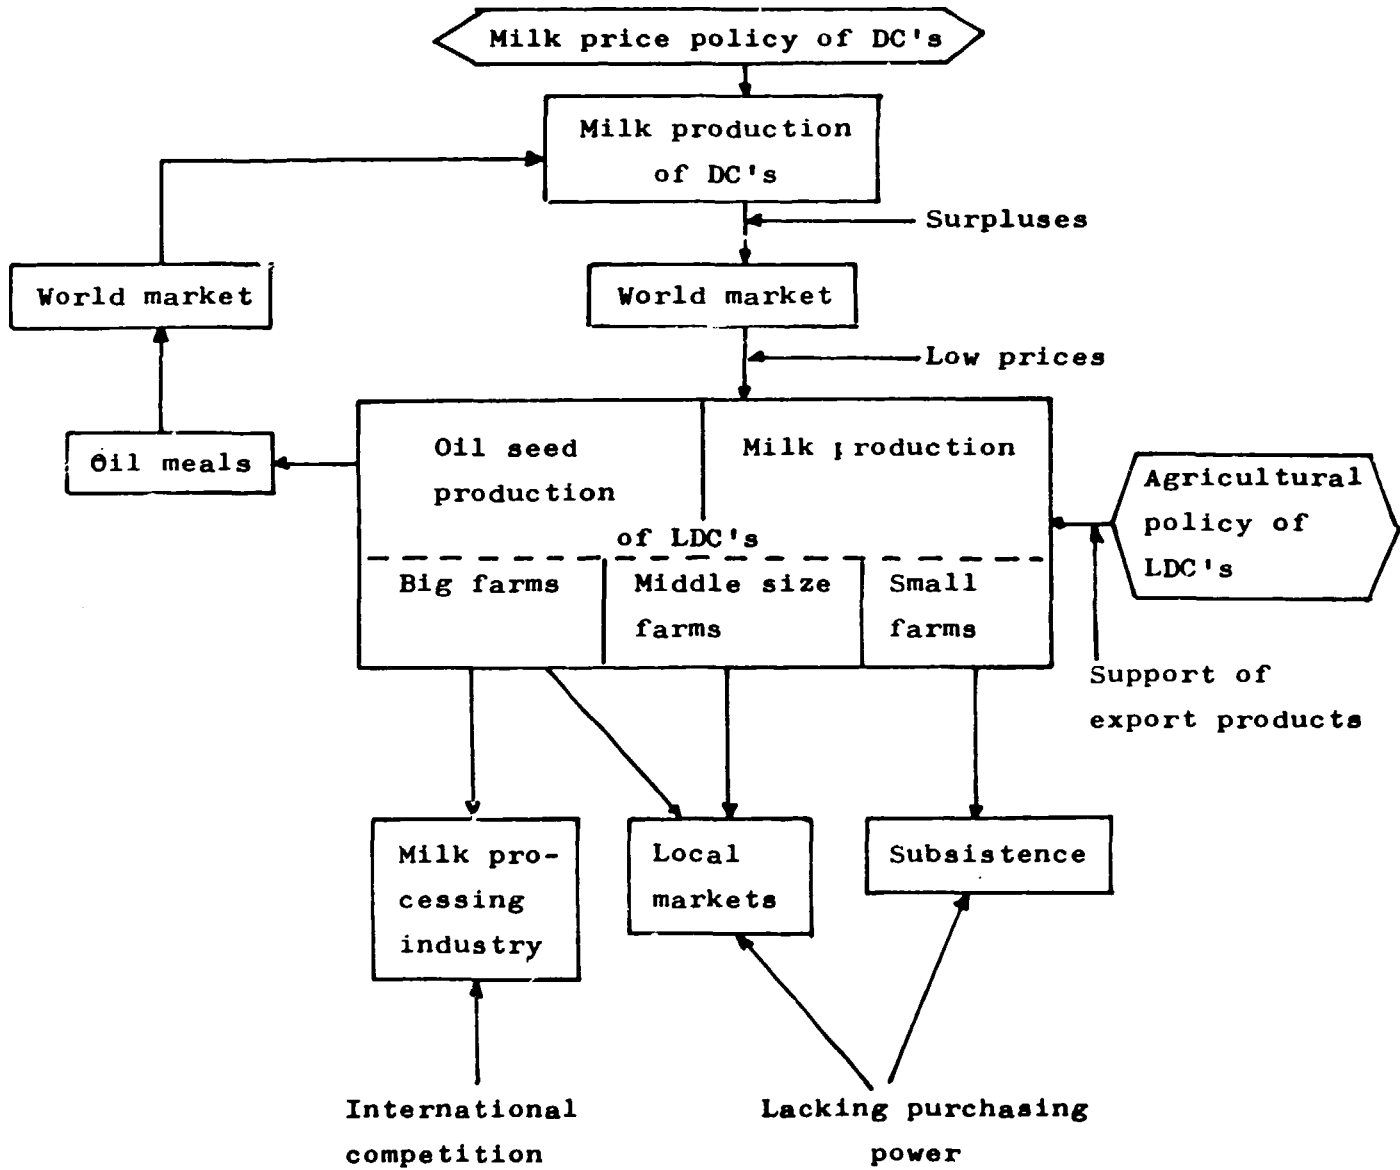 Milk price policy of DC's
Milk production
of DC's
Surpluses
World market
World market
Low prices
Oil seed
production
Milk production
of LDC's
Oil meals
Agricultural
policy of
LDC's
Big farms
Middle size
farms
Small
farms
Support of
export products
Milk pro-
cessing
industry
Local
markets
Subsistence
International
competition
Lacking purchasing
power